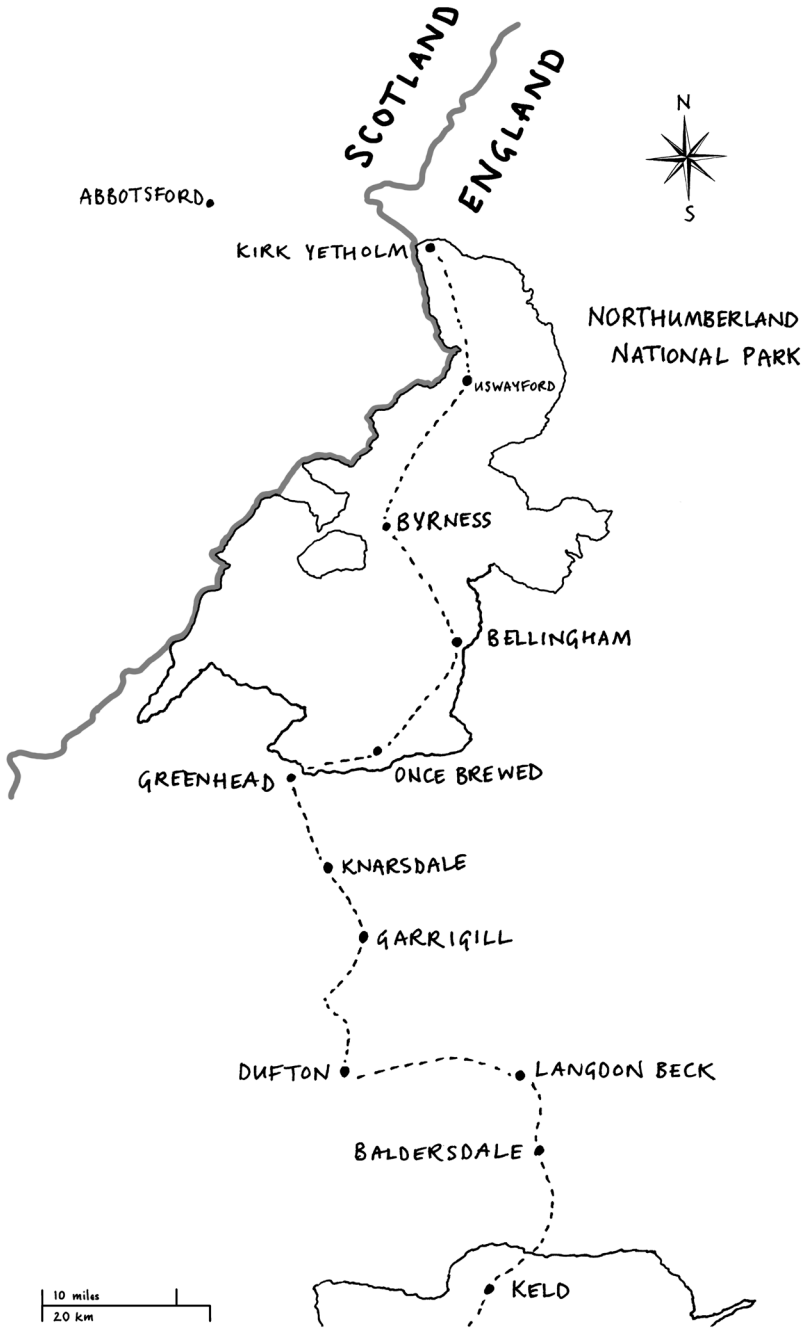 SCOTLAND
ENGLAND
N
S
ABBOTSFORD
KIRK YETHOLM
NORTHUMBERLAND
NATIONAL PARK
USWAYFORD
BYRNESS
BELLINGHAM
GREENHEAD
ONCE BREWED
KNARSDALE
GARRIGILL
DUFTON
LANGDON BECK
BALDERSDALE
KELD
10 miles
20 km